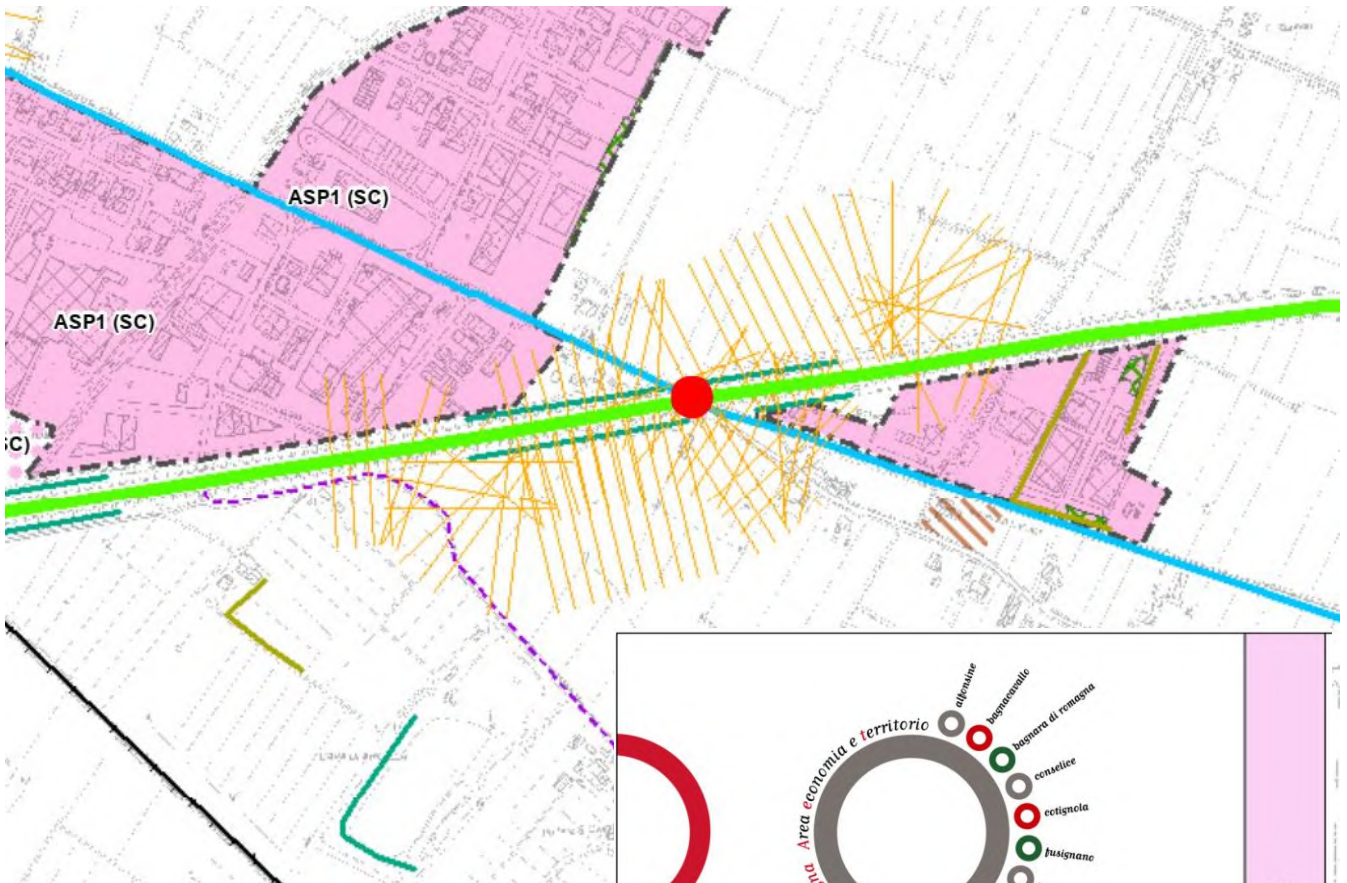 ASP1 (SC)
ASP1 (SC)
SC)
Area economia e territorio
alfonsine
bagnacavallo
bagnara di romagna
conselice
cotignola
fusignano